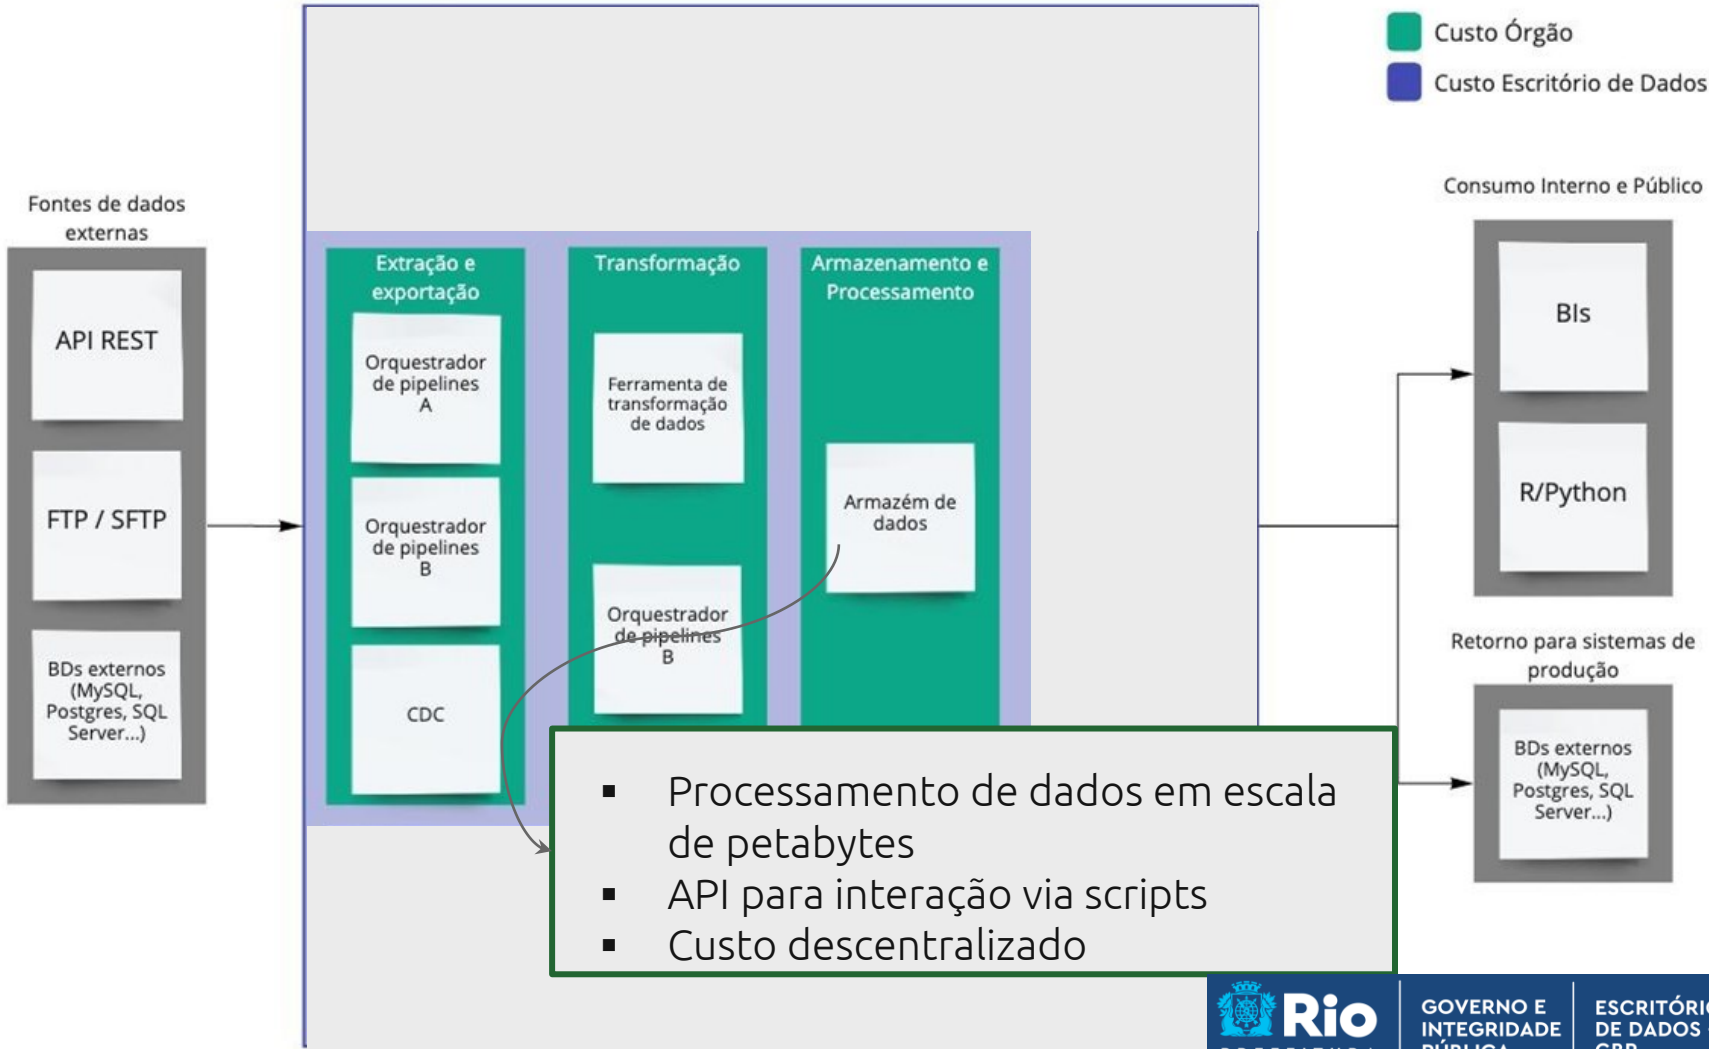 Custo Órgão
Custo Escritório de Dados
Fontes de dados
externas
API REST
FTP / SFTP
BDs externos
(MySQL,
Postgres, SQL
Server...)
Extração e
exportação
Orquestrador
de pipelines
A
Orquestrador
de pipelines
B
CDC
Transformação
Ferramenta de
transformação
de dados
Orquestrador
de pipelines
B
Armazenamento e
Processamento
Armazém de
dados
▪ Processamento de dados em escala
de petabytes
▪ API para interação via scripts
▪ Custo descentralizado
Consumo Interno e Público
BIs
R/Python
Retorno para sistemas de
produção
BDs externos
(MySQL,
Postgres, SQL
Server...)
Rio
GOVERNO E
INTEGRIDADE
PÚBLICA
ESCRITÓRIO
DE DADOS